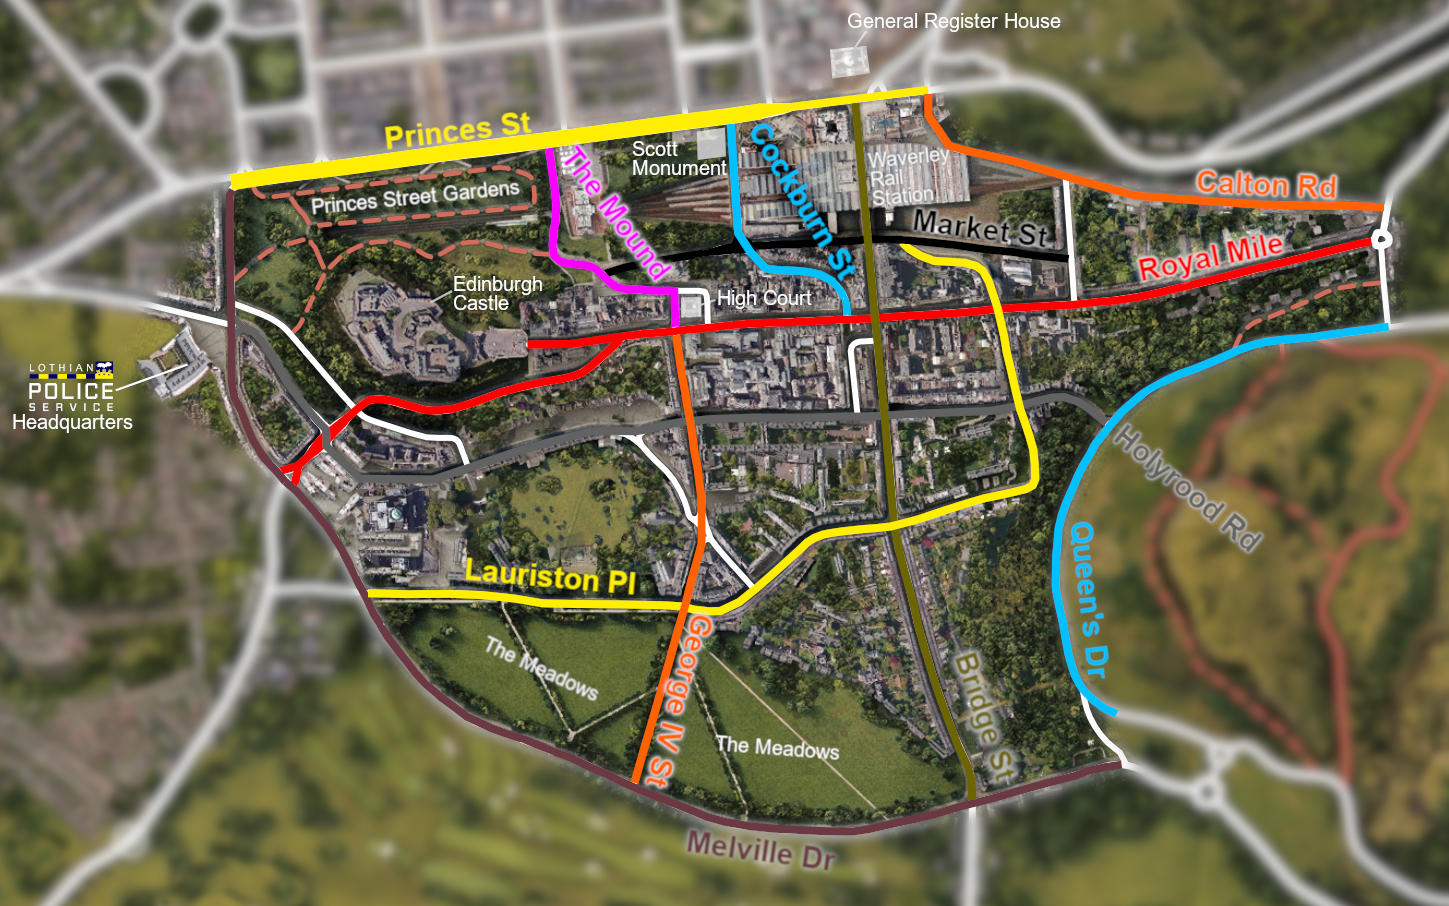 General Register House
Princes St
Scott
Monument
Cockburn St
Waverley
Rail
Station
The Mound
Princes Street Gardens
Calton Rd
Market St
Royal Mile
Edinburgh
Castle
High Court
LOTHIAN
POLICE
SERVICE
Headquarters
Holyrood Rd
Queen's Dr
Lauriston Pl
George IV St
The Meadows
The Meadows
Bridge St
Melville Dr